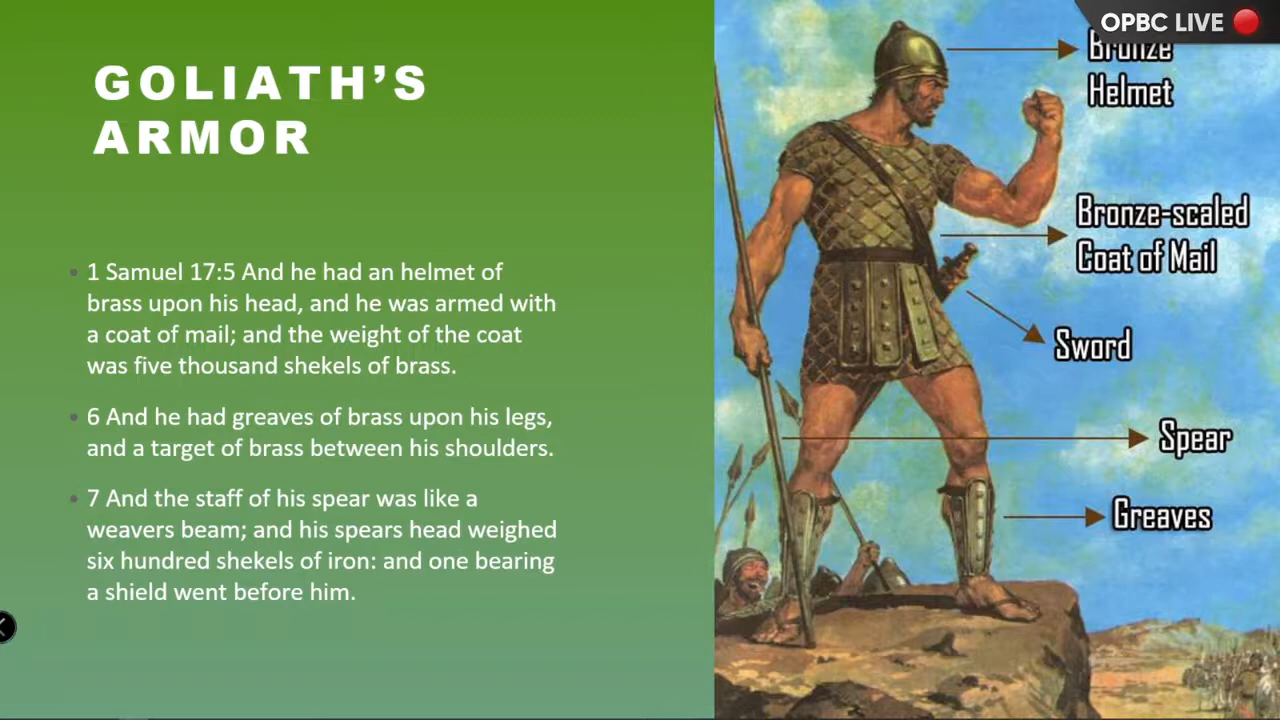 OPBC LIVE
GOLIATH'S
ARMOR
• 1 Samuel 17:5 And he had an helmet of
brass upon his head, and he was armed with
a coat of mail; and the weight of the coat
was five thousand shekels of brass.
• 6 And he had greaves of brass upon his legs,
and a target of brass between his shoulders.
• 7 And the staff of his spear was like a
weavers beam; and his spears head weighed
six hundred shekels of iron: and one bearing
a shield went before him.
Bronze
Helmet
Bronze-scaled
Coat of Mail
Sword
Spear
Greaves